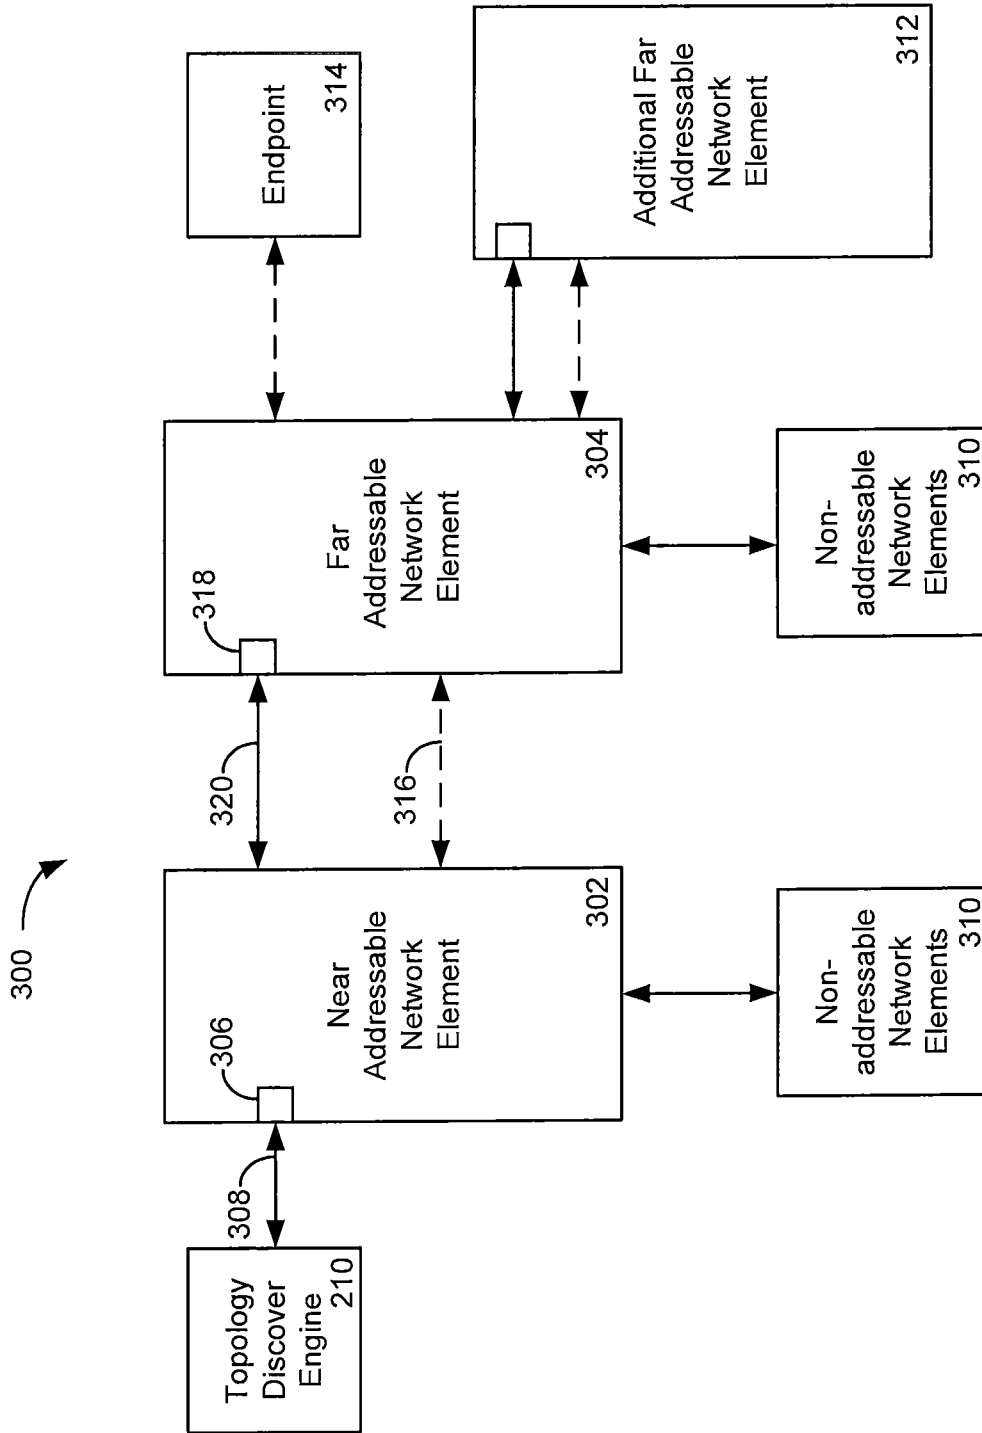 300
Topology
Discover
Engine
210
308
306
Near
Addressable
Network
Element
302
320
316
318
Far
Addressable
Network
Element
304
Endpoint
314
Additional Far
Addressable
Network
Element
312
Non-
addressable
Network
Elements
310
Non-
addressable
Network
Elements
310